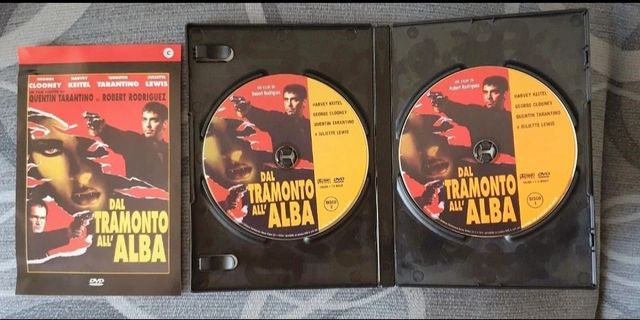 GEORGE HARVEY QUENTIN JULIETTE
CLOONEY KEITEL TARANTINO LEWIS
QUENTIN TARANTINO ROBERT RODRIGUEZ
DAL
TRAMONTO
ALL'ALBA
DVD
UN FILM DI
Robert Rodriguez
HARVEY KEITEL
GEORGE CLOONEY
QUENTIN TARANTINO
e JULIETTE LEWIS
DVD
DAL
TRAMONTO
ALL'ALBA
DISCO
2
UN FILM DI
Robert Rodriguez
HARVEY KEITEL
GEORGE CLOONEY
QUENTIN TARANTINO
e JULIETTE LEWIS
DVD
DAL
TRAMONTO
ALL'ALBA
DISCO
1